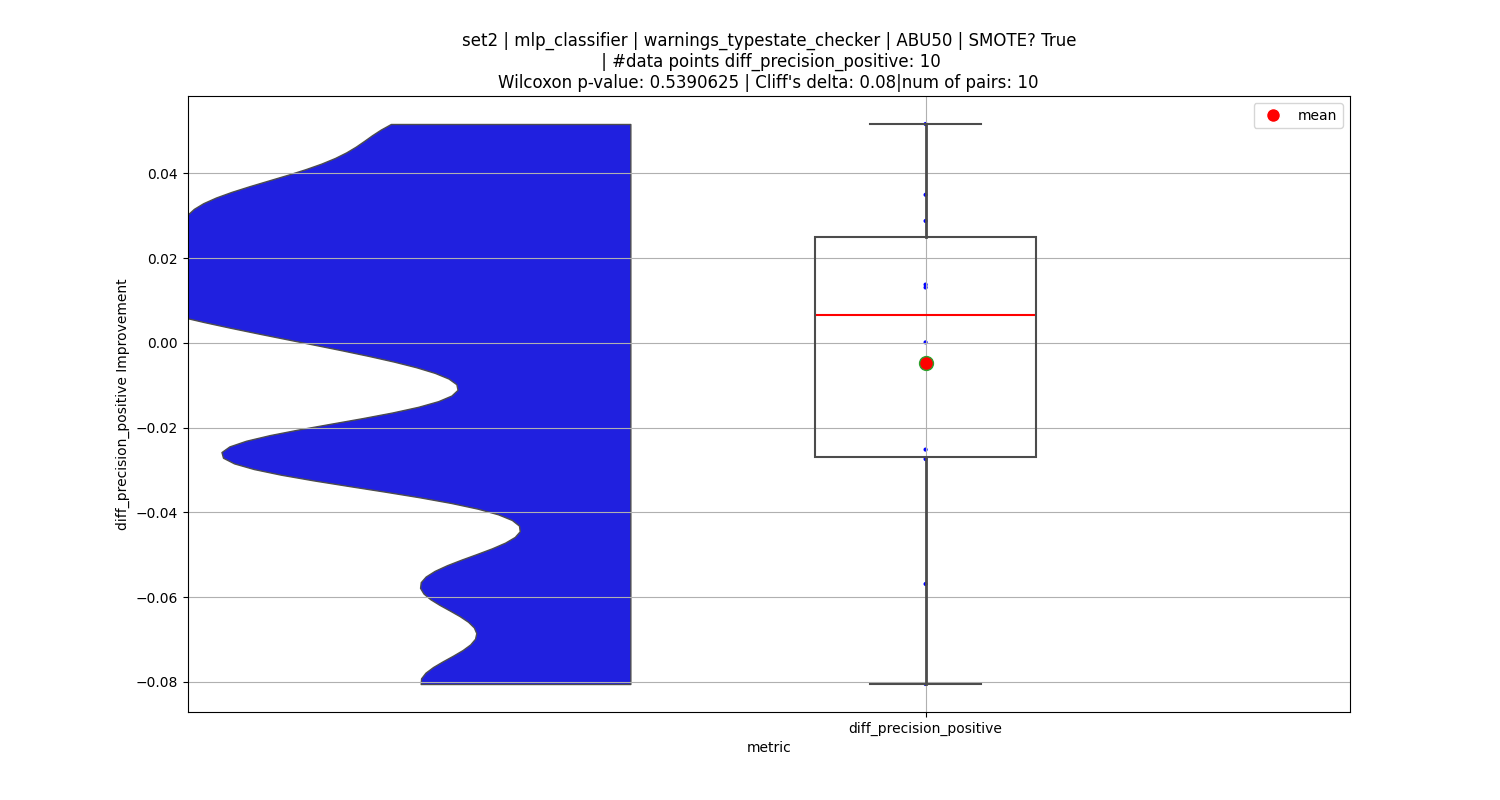 set2 | mlp_classifier | warnings_typestate_checker | ABU50 | SMOTE? True
| #data points diff_precision_positive: 10
Wilcoxon p-value: 0.5390625 | Cliff's delta: 0.08|num of pairs: 10
mean
0.04
0.02
0.00
−0.02
−0.04
−0.06
−0.08
diff_precision_positive Improvement
diff_precision_positive
metric